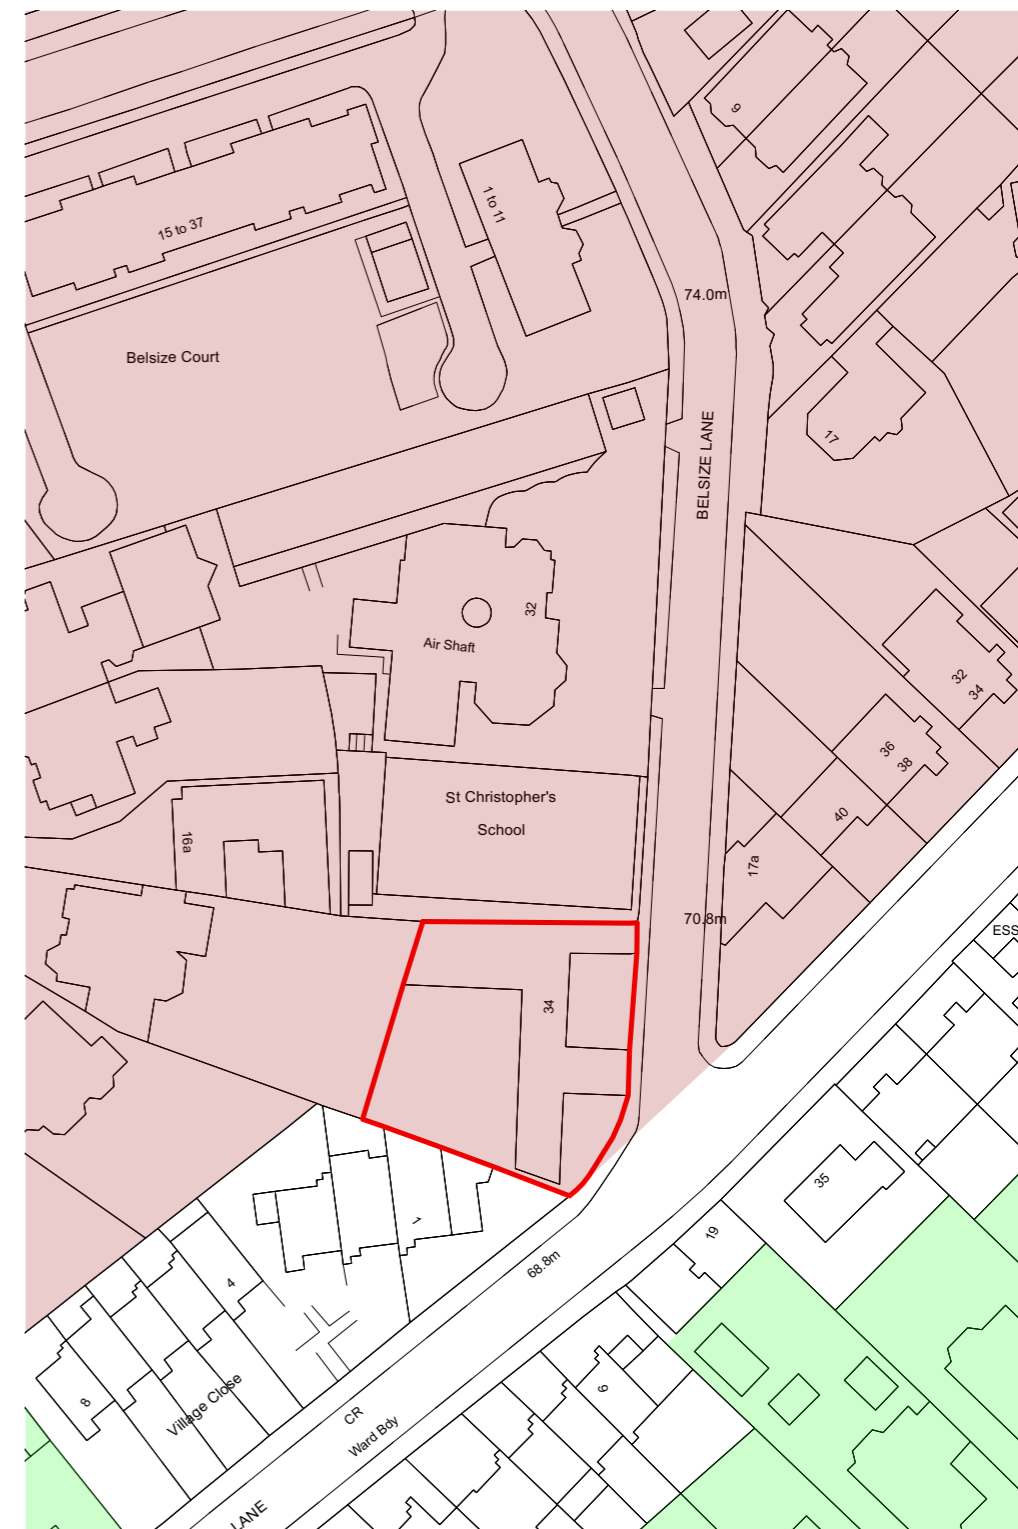 9
1 to 11
15 to 37
74.0m
Belsize Court
BELSIZE LANE
17
32
Air Shaft
32
34
36
38
St Christopher's
School
40
16a
17a
70.8m
ESS
34
35
1
19
68.8m
4
8
Village Close
9
CR
Ward Bdy
LANE